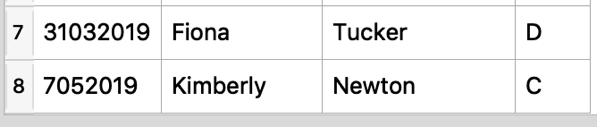 7 31032019 Fiona Tucker D
8 7052019 Kimberly Newton C